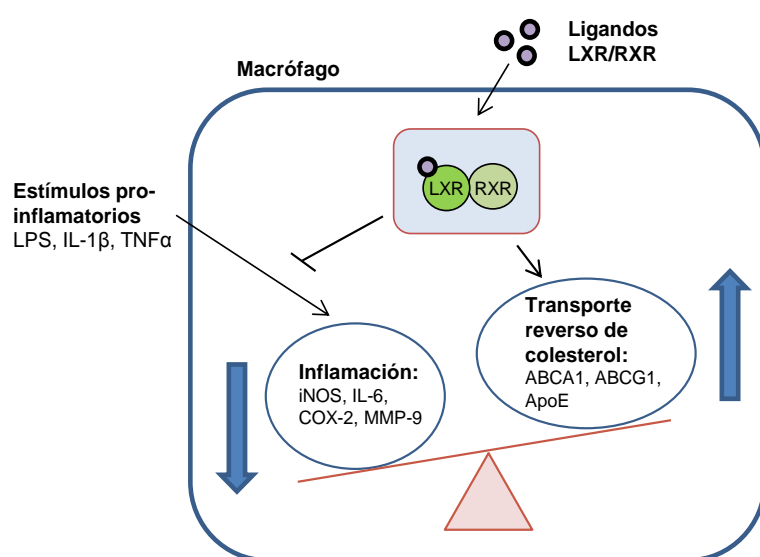 Ligandos
LXR/RXR
Macrófago
LXR
RXR
Estímulos pro-
inflamatorios
LPS, IL-1β, TNFα
Transporte
reverso de
colesterol:
ABCA1, ABCG1,
ApoE
Inflamación:
iNOS, IL-6,
COX-2, MMP-9